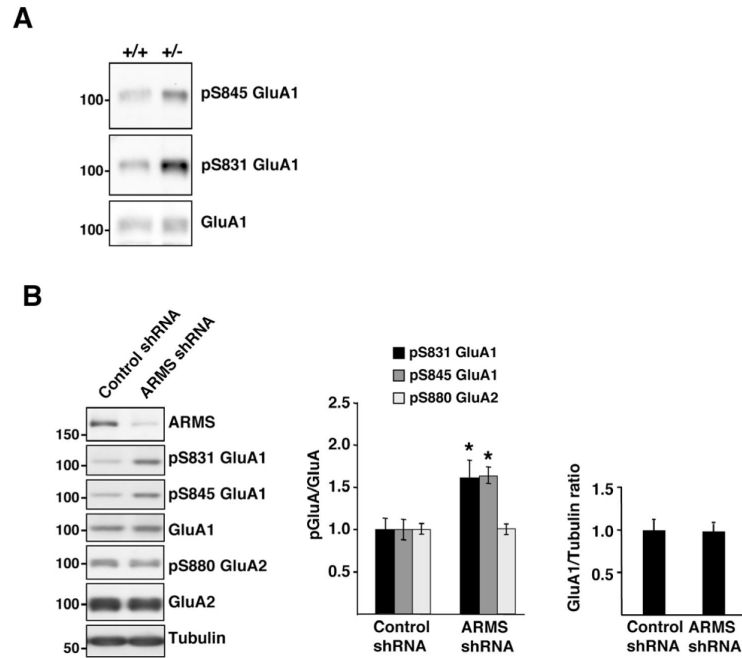 A
+/+ +/-
100 pS845 GluA1
100 pS831 GluA1
100 GluA1
B
Control shRNA
ARMS shRNA
150 ARMS
100 pS831 GluA1
100 pS845 GluA1
100 GluA1
100 pS880 GluA2
100 GluA2
50 Tubulin
pS831 GluA1
pS845 GluA1
pS880 GluA2
pGluA/GluA
2.5
2.0
1.5
1.0
0.5
* *
Control
shRNA
ARMS
shRNA
GluA1/Tubulin ratio
1.5
1.0
0.5
Control
shRNA
ARMS
shRNA